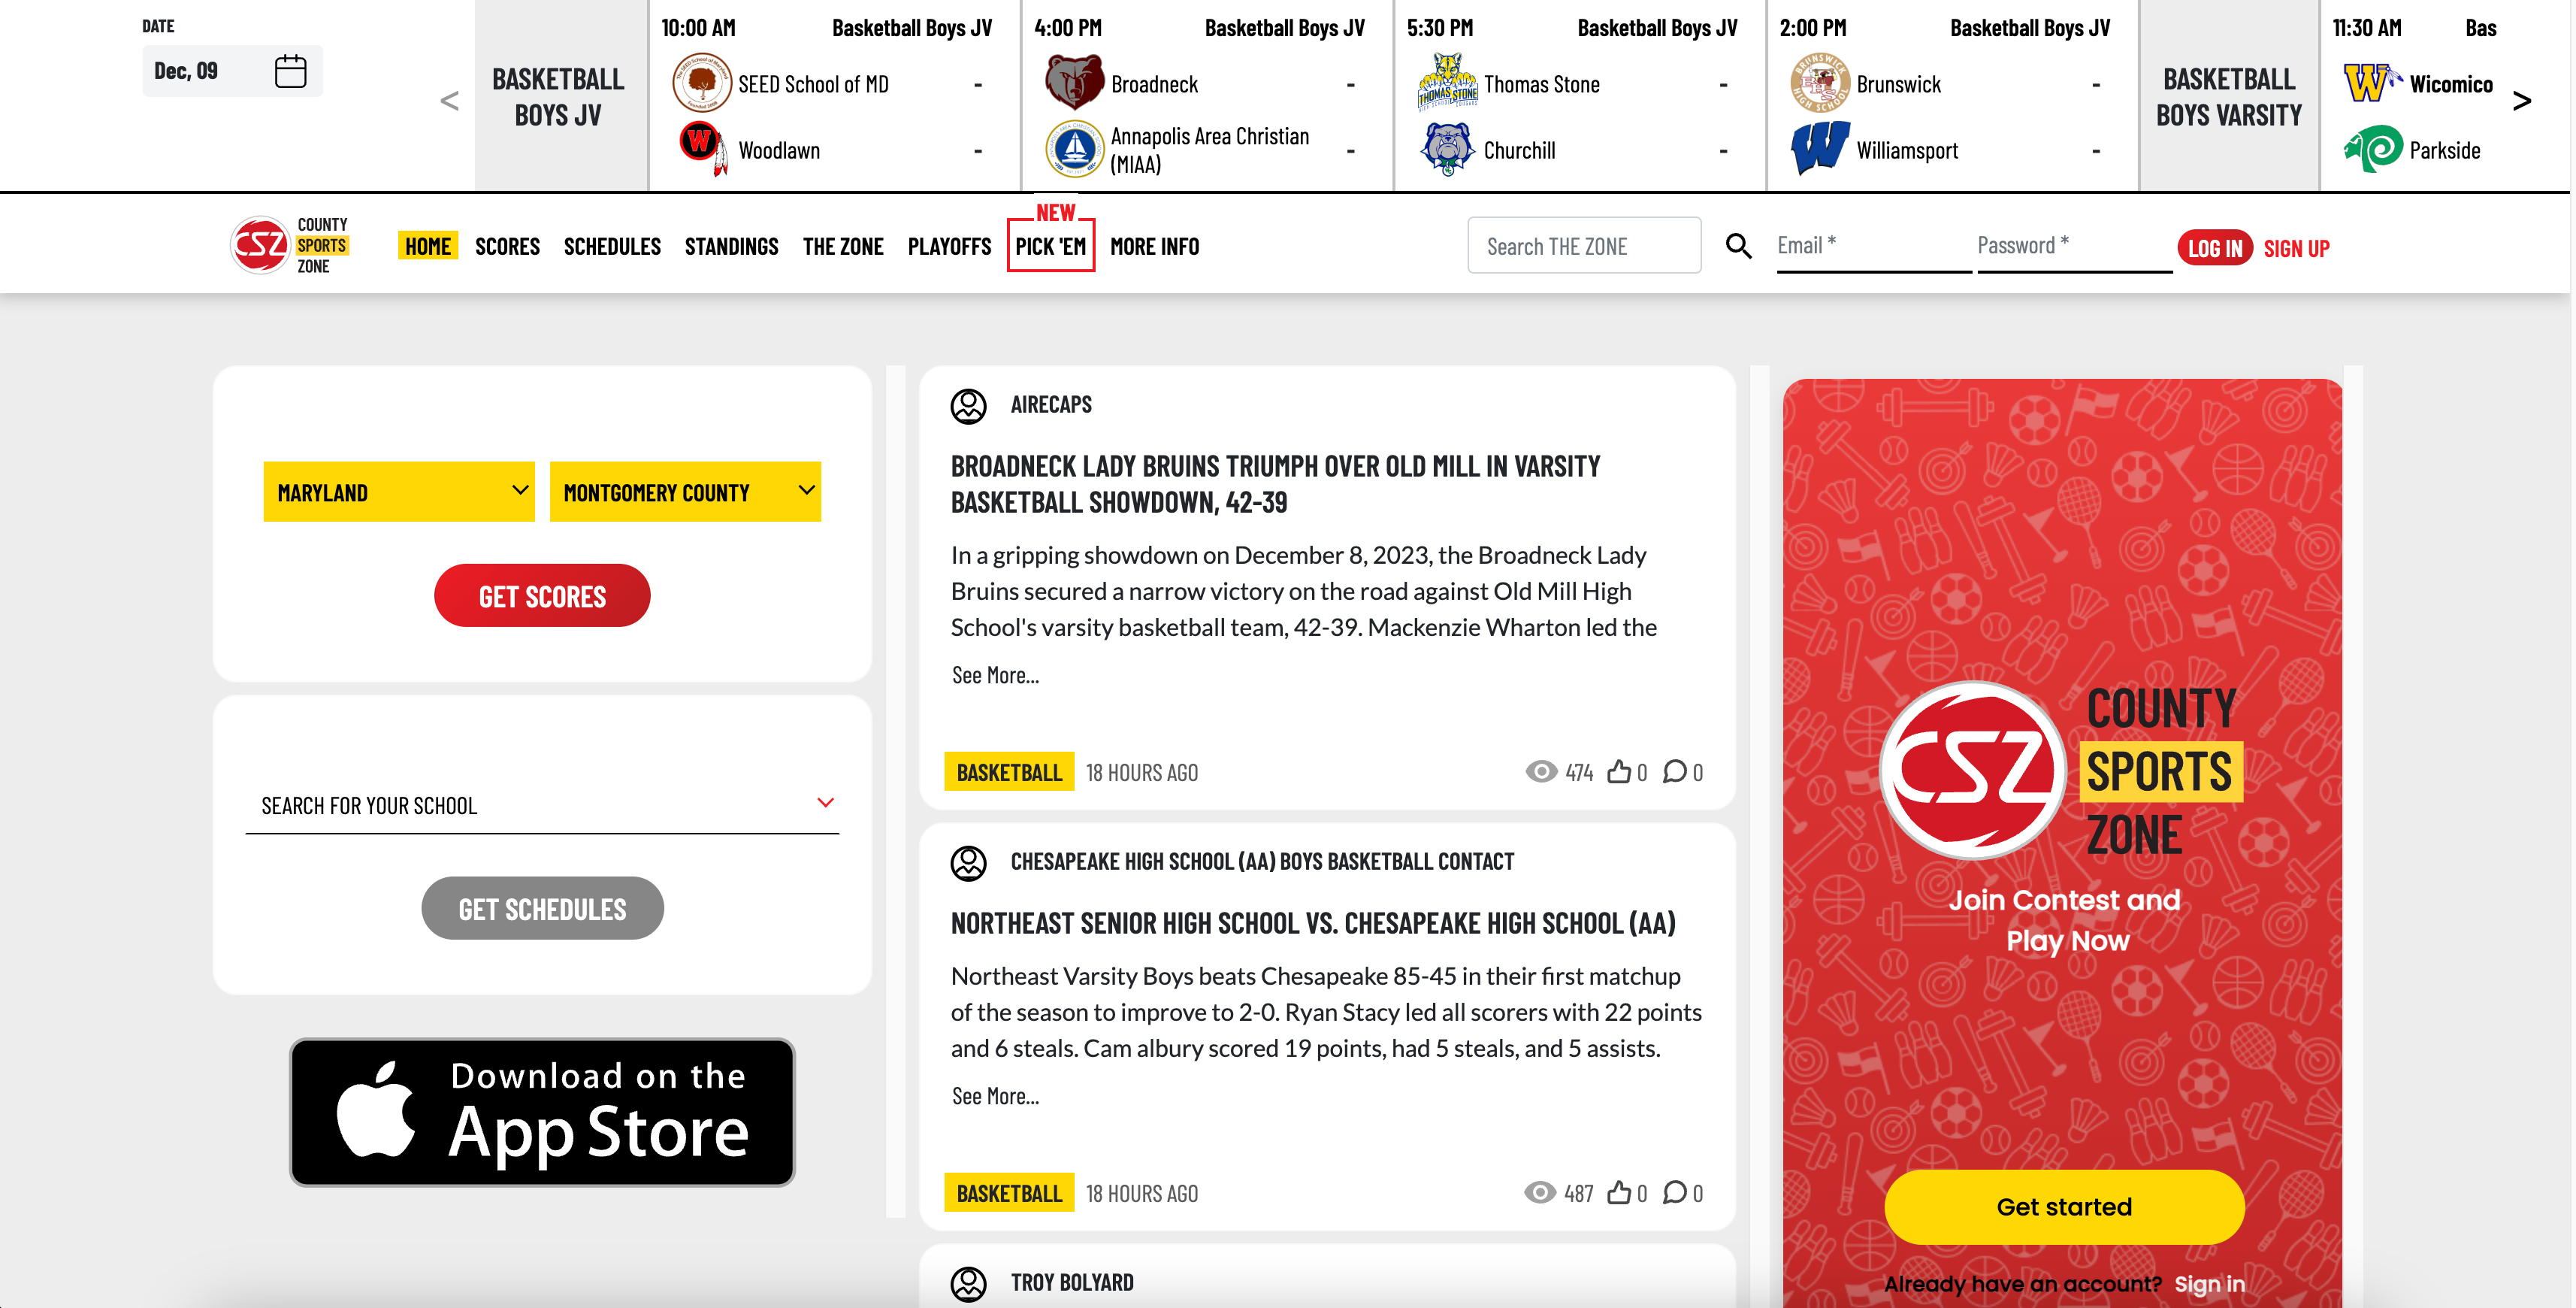 DATE
Dec, 09
<
BASKETBALL
BOYS JV
10:00 AM Basketball Boys JV
SEED School of MD -
Woodlawn -
4:00 PM Basketball Boys JV
Broadneck -
Annapolis Area Christian
(MIAA) -
5:30 PM Basketball Boys JV
Thomas Stone -
Churchill -
2:00 PM Basketball Boys JV
Brunswick -
Williamsport -
BASKETBALL
BOYS VARSITY
11:30 AM Bas
Wicomico
Parkside
>
CSZ
COUNTY
SPORTS
ZONE
HOME SCORES SCHEDULES STANDINGS THE ZONE PLAYOFFS PICK 'EM MORE INFO
NEW
Search THE ZONE
Email *
Password *
LOG IN SIGN UP
MARYLAND
MONTGOMERY COUNTY
GET SCORES
SEARCH FOR YOUR SCHOOL
GET SCHEDULES
Download on the
App Store
AIRECAPS
BROADNECK LADY BRUINS TRIUMPH OVER OLD MILL IN VARSITY
BASKETBALL SHOWDOWN, 42-39
In a gripping showdown on December 8, 2023, the Broadneck Lady
Bruins secured a narrow victory on the road against Old Mill High
School's varsity basketball team, 42-39. Mackenzie Wharton led the
See More...
BASKETBALL 18 HOURS AGO 474 0 0
CHESAPEAKE HIGH SCHOOL (AA) BOYS BASKETBALL CONTACT
NORTHEAST SENIOR HIGH SCHOOL VS. CHESAPEAKE HIGH SCHOOL (AA)
Northeast Varsity Boys beats Chesapeake 85-45 in their first matchup
of the season to improve to 2-0. Ryan Stacy led all scorers with 22 points
and 6 steals. Cam albury scored 19 points, had 5 steals, and 5 assists.
See More...
BASKETBALL 18 HOURS AGO 487 0 0
TROY BOLYARD
CSZ
COUNTY
SPORTS
ZONE
Join Contest and
Play Now
Get started
Already have an account? Sign in